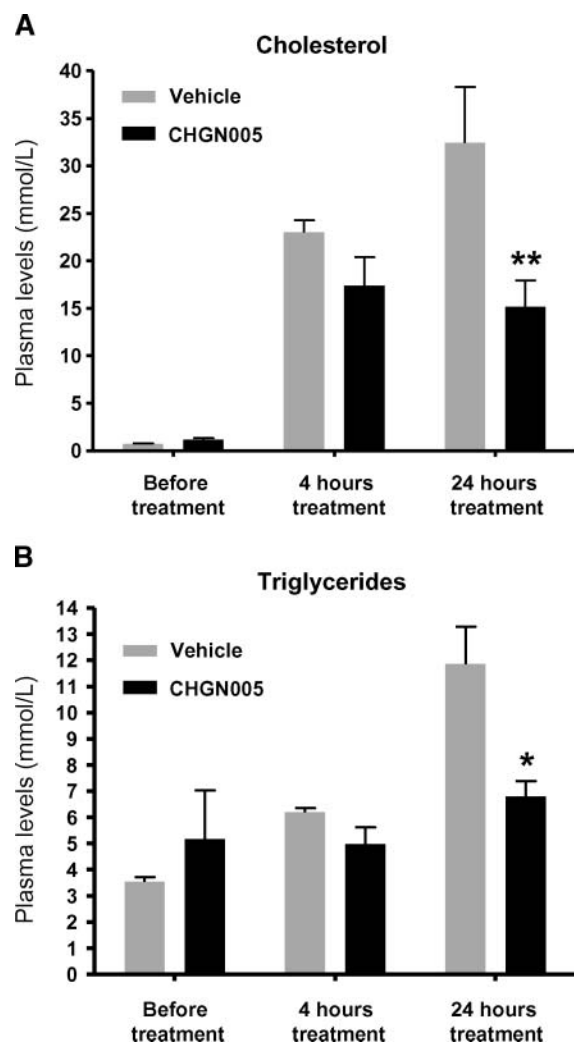 A
Cholesterol
Plasma levels (mmol/L)
40
35
30
25
20
15
10
5
0
Vehicle
CHGN005
**
Before treatment
4 hours treatment
24 hours treatment
B
Triglycerides
Plasma levels (mmol/L)
14
13
12
11
10
9
8
7
6
5
4
3
2
1
0
Vehicle
CHGN005
*
Before treatment
4 hours treatment
24 hours treatment